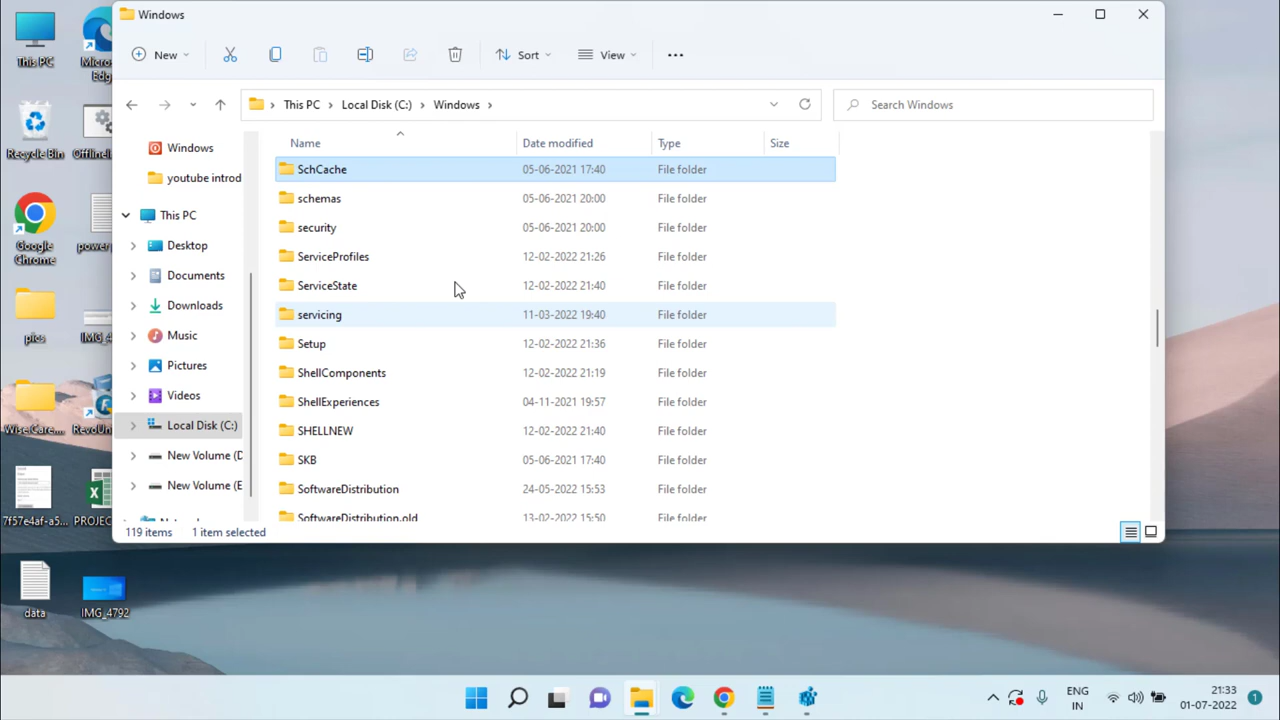 Windows
New
Sort
View
This PC
Local Disk (C:)
Windows
Search Windows
Name
Date modified
Type
Size
Windows
youtube introd
This PC
Desktop
Documents
Downloads
Music
Pictures
Videos
Local Disk (C:)
New Volume (D
New Volume (E
SchCache 05-06-2021 17:40 File folder
schemas 05-06-2021 20:00 File folder
security 05-06-2021 20:00 File folder
ServiceProfiles 12-02-2022 21:26 File folder
ServiceState 12-02-2022 21:40 File folder
servicing 11-03-2022 19:40 File folder
Setup 12-02-2022 21:36 File folder
ShellComponents 12-02-2022 21:19 File folder
ShellExperiences 04-11-2021 19:57 File folder
SHELLNEW 12-02-2022 21:40 File folder
SKB 05-06-2021 17:40 File folder
SoftwareDistribution 24-05-2022 15:53 File folder
SoftwareDistribution.old 13-02-2022 15:50 File folder
119 items 1 item selected
This PC
Micros
Edg
Recycle Bin
OfflineI
Google
Chrome
power
pics
IMG_4
Wise.Care....
RevoUn
7f57e4af-a5...
PROJEC
data
IMG_4792
ENG
IN
21:33
01-07-2022
1